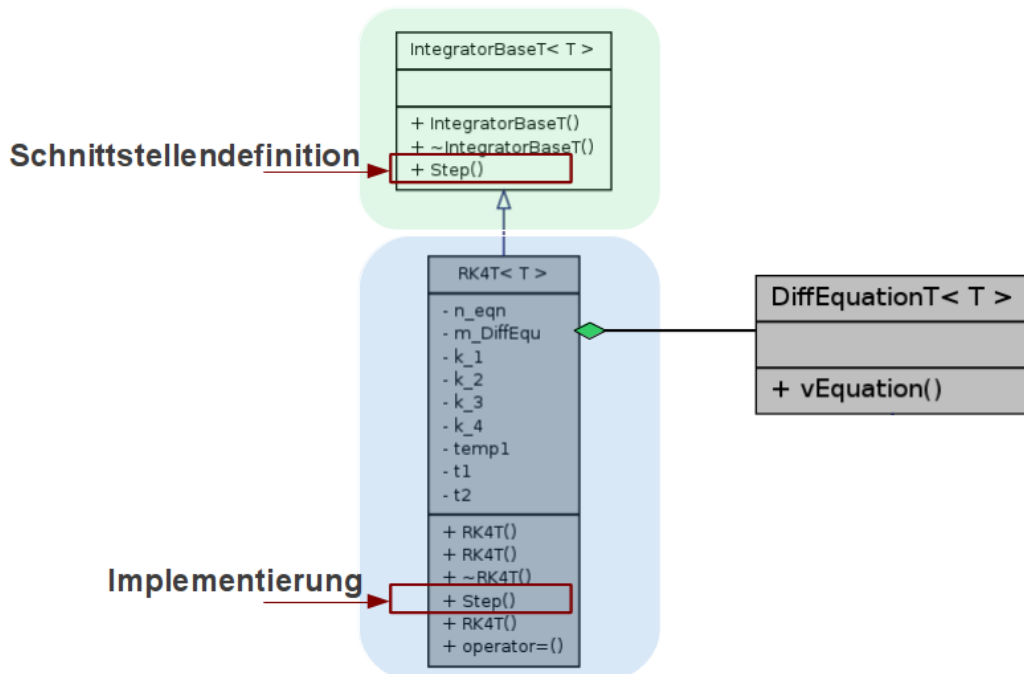 IntegratorBaseT< T >
+ IntegratorBaseT()
+ ~IntegratorBaseT()
+ Step()
Schnittstellendefinition
RK4T< T >
- n_eqn
- m_DiffEqu
- k_1
- k_2
- k_3
- k_4
- temp1
- t1
- t2
+ RK4T()
+ RK4T()
+ ~RK4T()
+ Step()
+ RK4T()
+ operator=()
Implementierung
DiffEquationT< T >
+ vEquation()